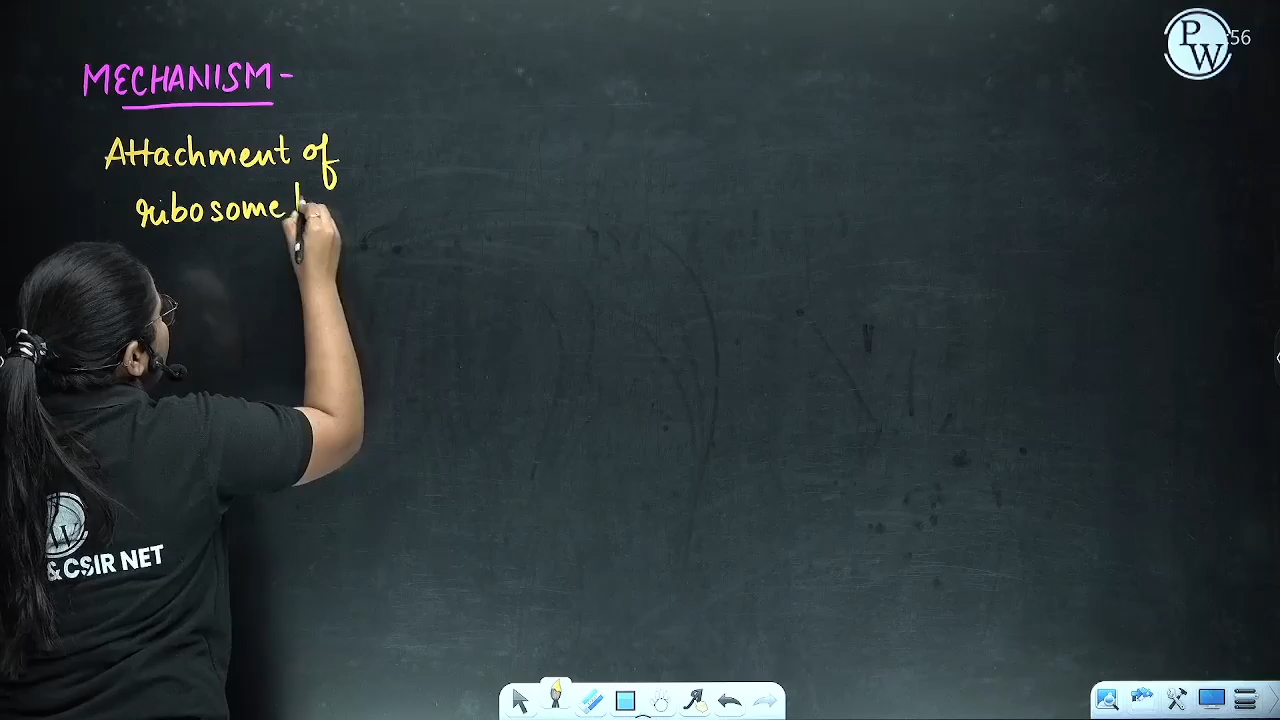 MECHANISM-
Attachment of
ribosome
PW
:56
W
& CSIR NET